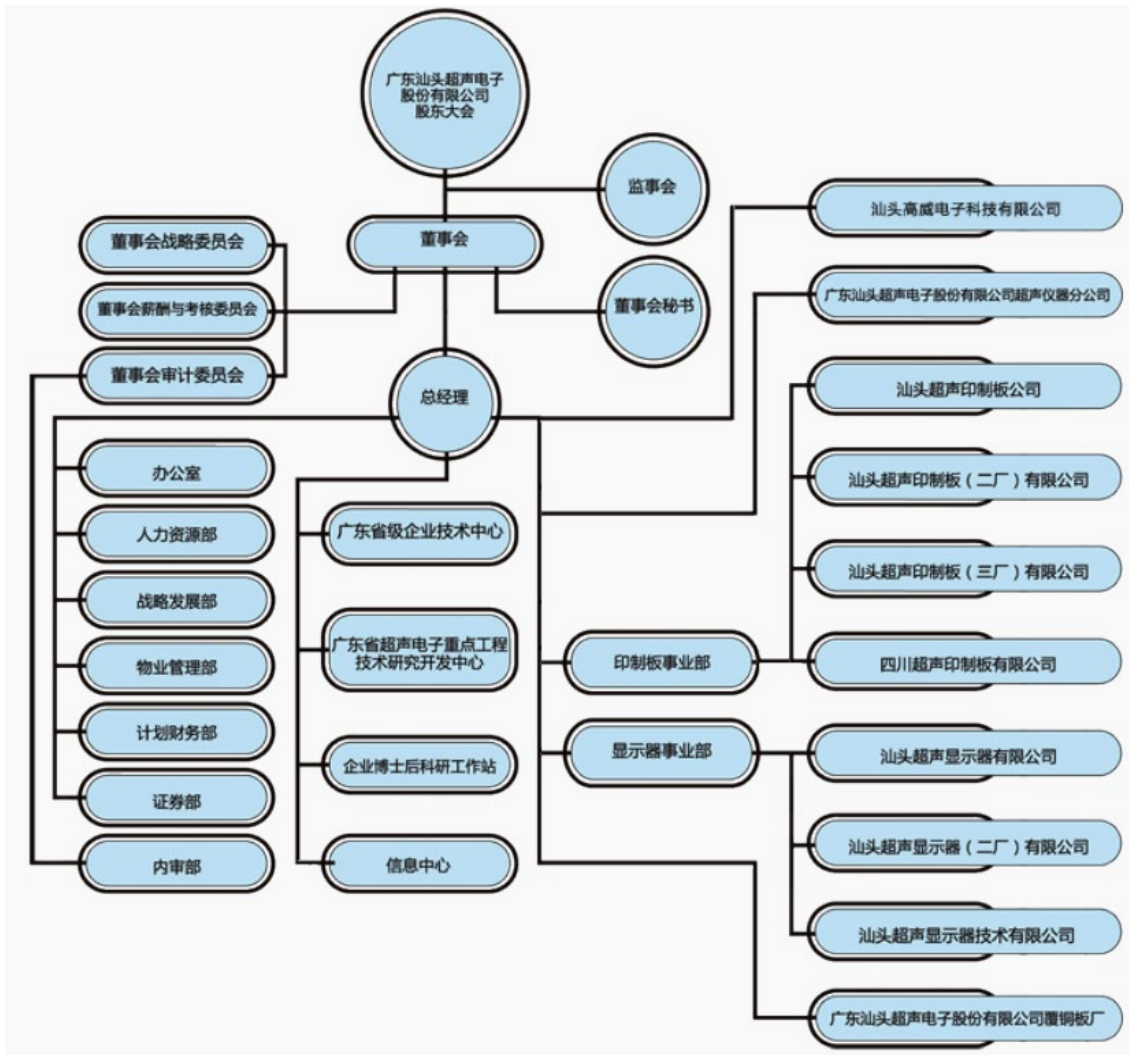 广东汕头超声电子
股份有限公司
股东大会
监事会
汕头高威电子科技有限公司
董事会战略委员会
董事会
董事会薪酬与考核委员会
董事会秘书
广东汕头超声电子股份有限公司超声仪器分公司
董事会审计委员会
总经理
汕头超声印制板公司
办公室
汕头超声印制板（二厂）有限公司
人力资源部
广东省级企业技术中心
汕头超声印制板（三厂）有限公司
战略发展部
广东省超声电子重点工程
技术研究开发中心
物业管理部
印制板事业部
四川超声印制板有限公司
计划财务部
企业博士后科研工作站
显示器事业部
汕头超声显示器有限公司
证券部
汕头超声显示器（二厂）有限公司
内审部
信息中心
汕头超声显示器技术有限公司
广东汕头超声电子股份有限公司覆铜板厂